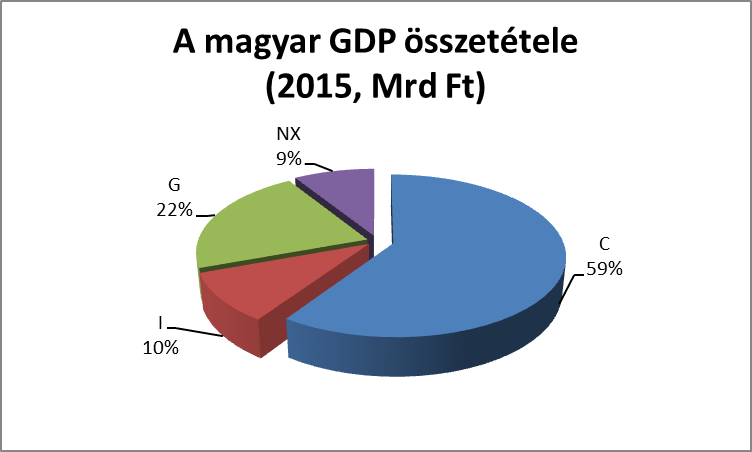 A magyar GDP összetétele
(2015, Mrd Ft)
NX
9%
G
22%
C
59%
I
10%